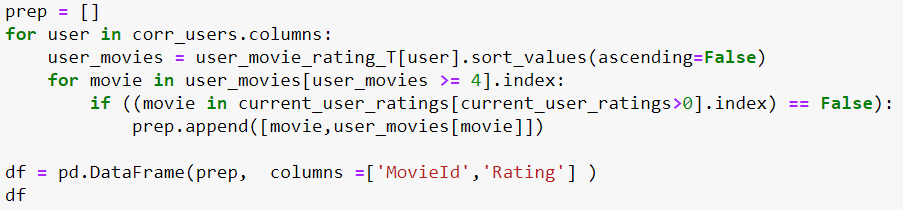 prep = []
for user in corr_users.columns:
    user_movies = user_movie_rating_T[user].sort_values(ascending=False)
    for movie in user_movies[user_movies >= 4].index:
        if ((movie in current_user_ratings[current_user_ratings>0].index) == False):
            prep.append([movie,user_movies[movie]])

df = pd.DataFrame(prep,  columns =['MovieId','Rating'] )
df